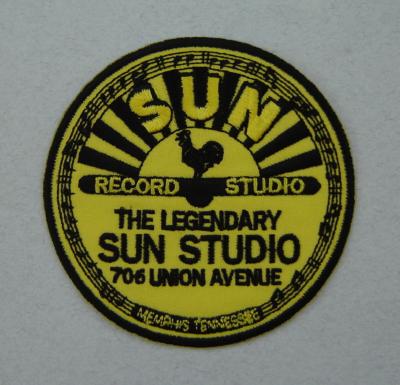 SUN
RECORD STUDIO
THE LEGENDARY
SUN STUDIO
706 UNION AVENUE
MEMPHIS TENNESSEE